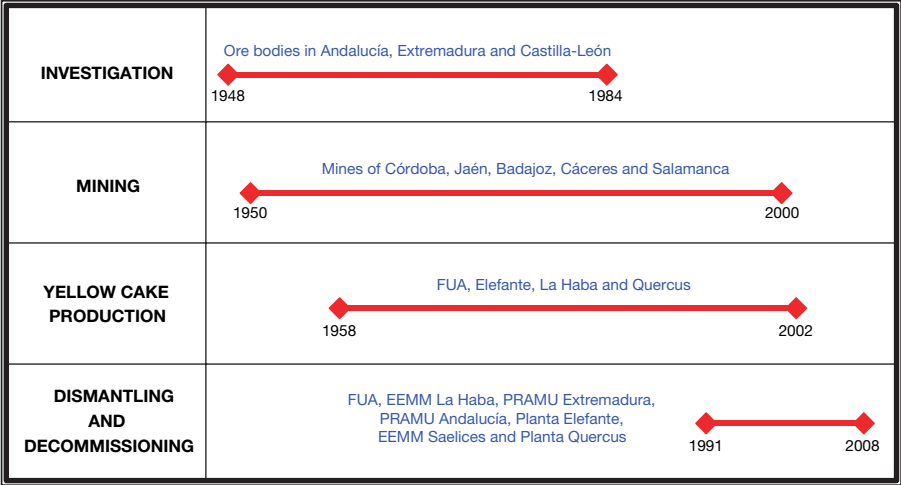 INVESTIGATION
Ore bodies in Andalucía, Extremadura and Castilla-León
1948
1984
MINING
Mines of Córdoba, Jaén, Badajoz, Cáceres and Salamanca
1950
2000
YELLOW CAKE
PRODUCTION
FUA, Elefante, La Haba and Quercus
1958
2002
DISMANTLING
AND
DECOMMISSIONING
FUA, EEMM La Haba, PRAMU Extremadura,
PRAMU Andalucía, Planta Elefante,
EEMM Saelices and Planta Quercus
1991
2008